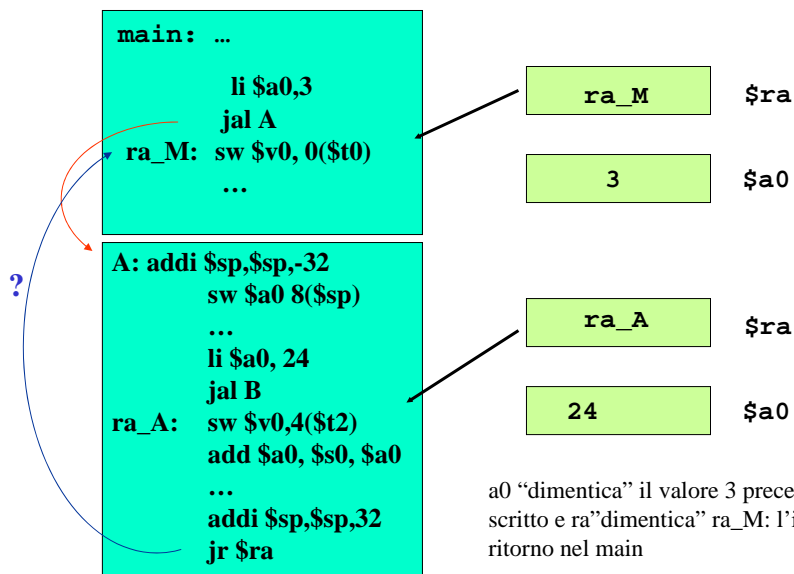 main: …
li $a0,3
jal A
ra_M: sw $v0, 0($t0)
…
ra_M $ra
3 $a0
?
A: addi $sp,$sp,-32
sw $a0 8($sp)
…
li $a0, 24
jal B
ra_A: sw $v0,4($t2)
add $a0, $s0, $a0
…
addi $sp,$sp,32
jr $ra
ra_A $ra
24 $a0
a0 “dimentica” il valore 3
scritto e ra”dimentica” ra_M:
ritorno nel main